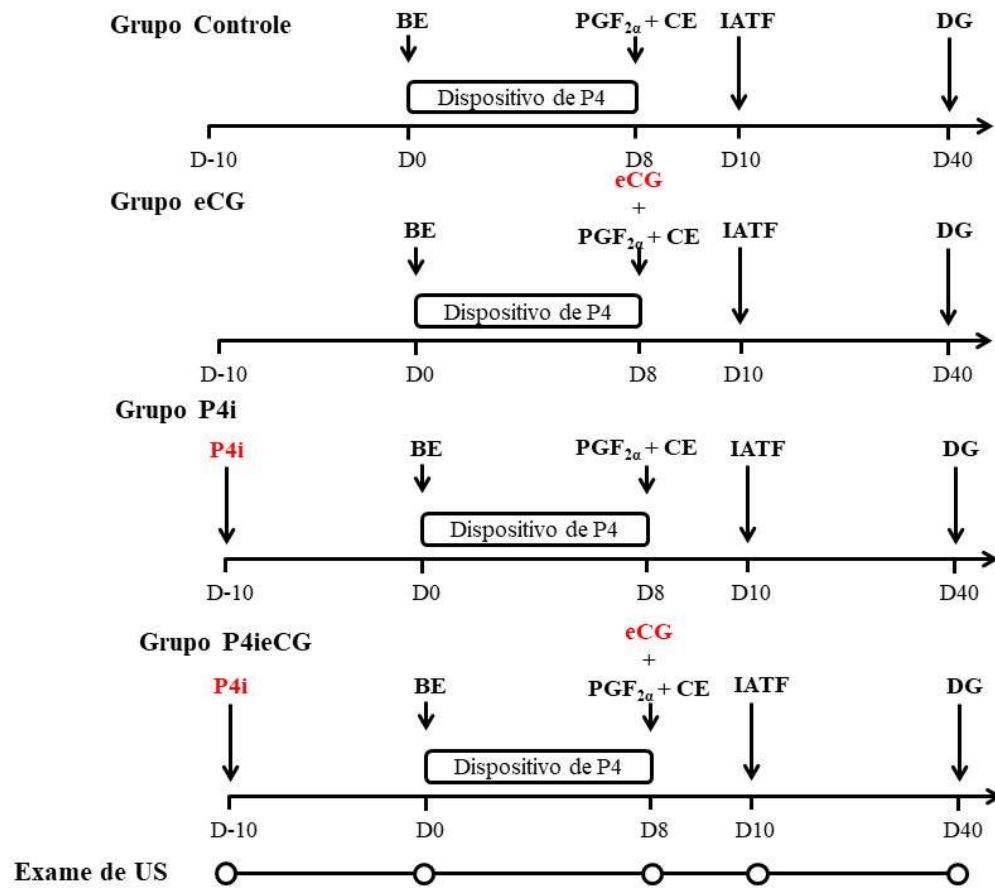 Grupo Controle
BE PGF2α + CE IATF DG
Dispositivo de P4
D-10 D0 D8 D10 D40
Grupo eCG
eCG
+
BE PGF2α + CE IATF DG
Dispositivo de P4
D-10 D0 D8 D10 D40
Grupo P4i
P4i BE PGF2α + CE IATF DG
Dispositivo de P4
D-10 D0 D8 D10 D40
Grupo P4ieCG
eCG
+
P4i BE PGF2α + CE IATF DG
Dispositivo de P4
D-10 D0 D8 D10 D40
Exame de US